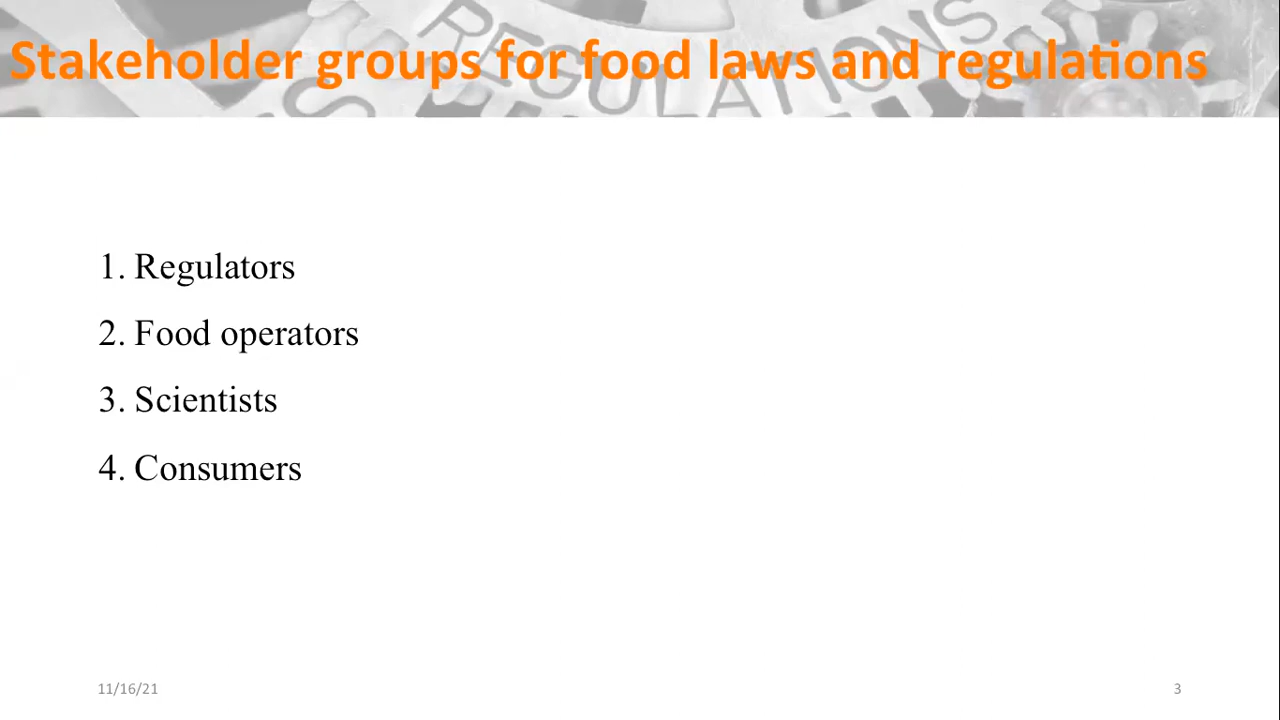 Stakeholder groups for food laws and regulations
REGULATIONS
1. Regulators
2. Food operators
3. Scientists
4. Consumers
11/16/21
3